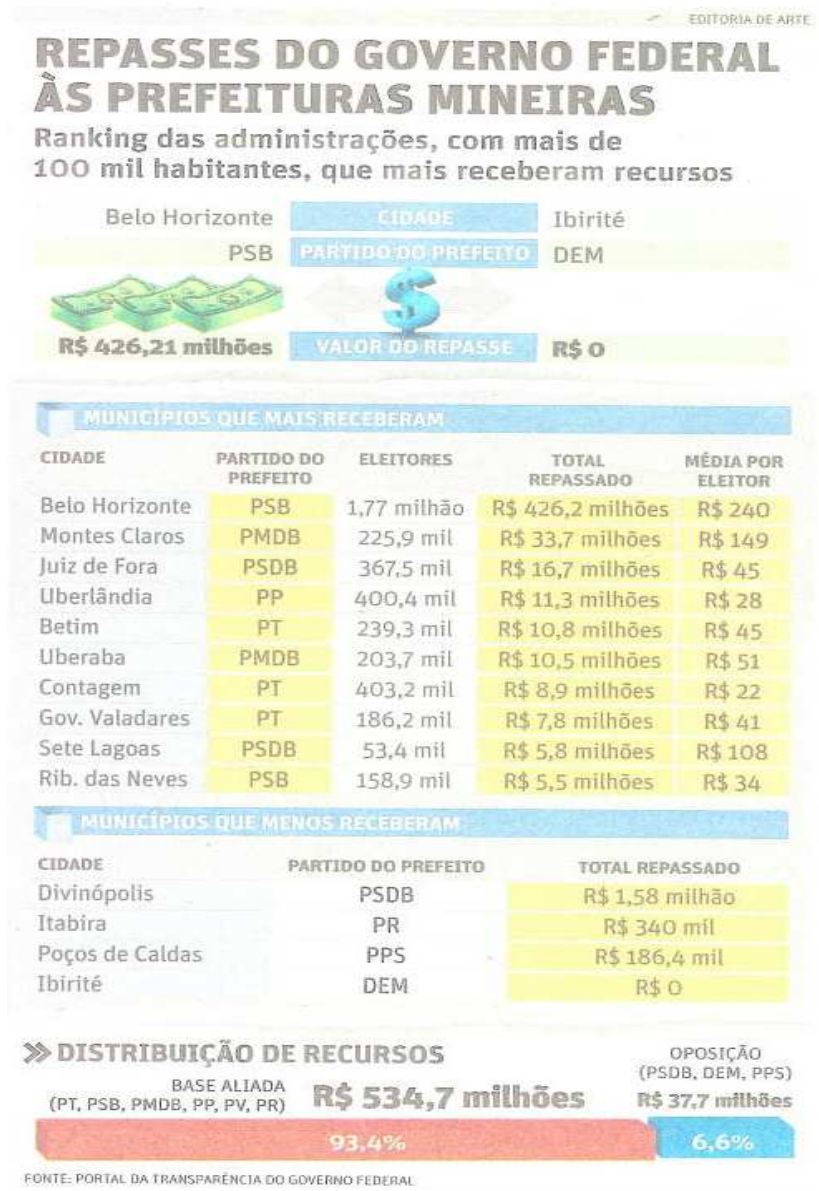 EDITORIA DE ARTE
REPASSES DO GOVERNO FEDERAL
ÀS PREFEITURAS MINEIRAS
Ranking das administrações, com mais de
100 mil habitantes, que mais receberam recursos
Belo Horizonte CIDADE Ibirité
PSB PARTIDO DO PREFEITO DEM
$
R$ 426,21 milhões VALOR DO REPASSE R$ 0
MUNICÍPIOS QUE MAIS RECEBERAM
CIDADE PARTIDO DO PREFEITO ELEITORES TOTAL REPASSADO MÉDIA POR ELEITOR
Belo Horizonte PSB 1,77 milhão R$ 426,2 milhões R$ 240
Montes Claros PMDB 225,9 mil R$ 33,7 milhões R$ 149
Juiz de Fora PSDB 367,5 mil R$ 16,7 milhões R$ 45
Uberlândia PP 400,4 mil R$ 11,3 milhões R$ 28
Betim PT 239,3 mil R$ 10,8 milhões R$ 45
Uberaba PMDB 203,7 mil R$ 10,5 milhões R$ 51
Contagem PT 403,2 mil R$ 8,9 milhões R$ 22
Gov. Valadares PT 186,2 mil R$ 7,8 milhões R$ 41
Sete Lagoas PSDB 53,4 mil R$ 5,8 milhões R$ 108
Rib. das Neves PSB 158,9 mil R$ 5,5 milhões R$ 34
MUNICÍPIOS QUE MENOS RECEBERAM
CIDADE PARTIDO DO PREFEITO TOTAL REPASSADO
Divinópolis PSDB R$ 1,58 milhão
Itabira PR R$ 340 mil
Poços de Caldas PPS R$ 186,4 mil
Ibirité DEM R$ 0
>> DISTRIBUIÇÃO DE RECURSOS
BASE ALIADA
(PT, PSB, PMDB, PP, PV, PR) R$ 534,7 milhões
OPOSIÇÃO
(PSDB, DEM, PPS)
R$ 37,7 milhões
93,4% 6,6%
FONTE: PORTAL DA TRANSPARÊNCIA DO GOVERNO FEDERAL